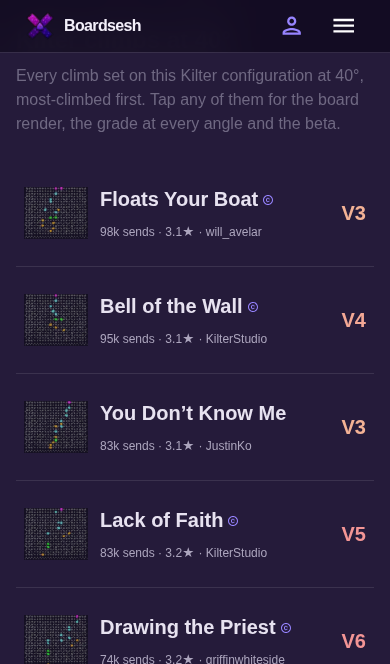 Boardsesh
Every climb set on this Kilter configuration at 40°,
most-climbed first. Tap any of them for the board
render, the grade at every angle and the beta.
Floats Your Boat ©
V3
98k sends · 3.1★ · will_avelar
Bell of the Wall ©
V4
95k sends · 3.1★ · KilterStudio
You Don’t Know Me
V3
83k sends · 3.1★ · JustinKo
Lack of Faith ©
V5
83k sends · 3.2★ · KilterStudio
Drawing the Priest ©
V6
74k sends · 3.2★ · griffinwhiteside